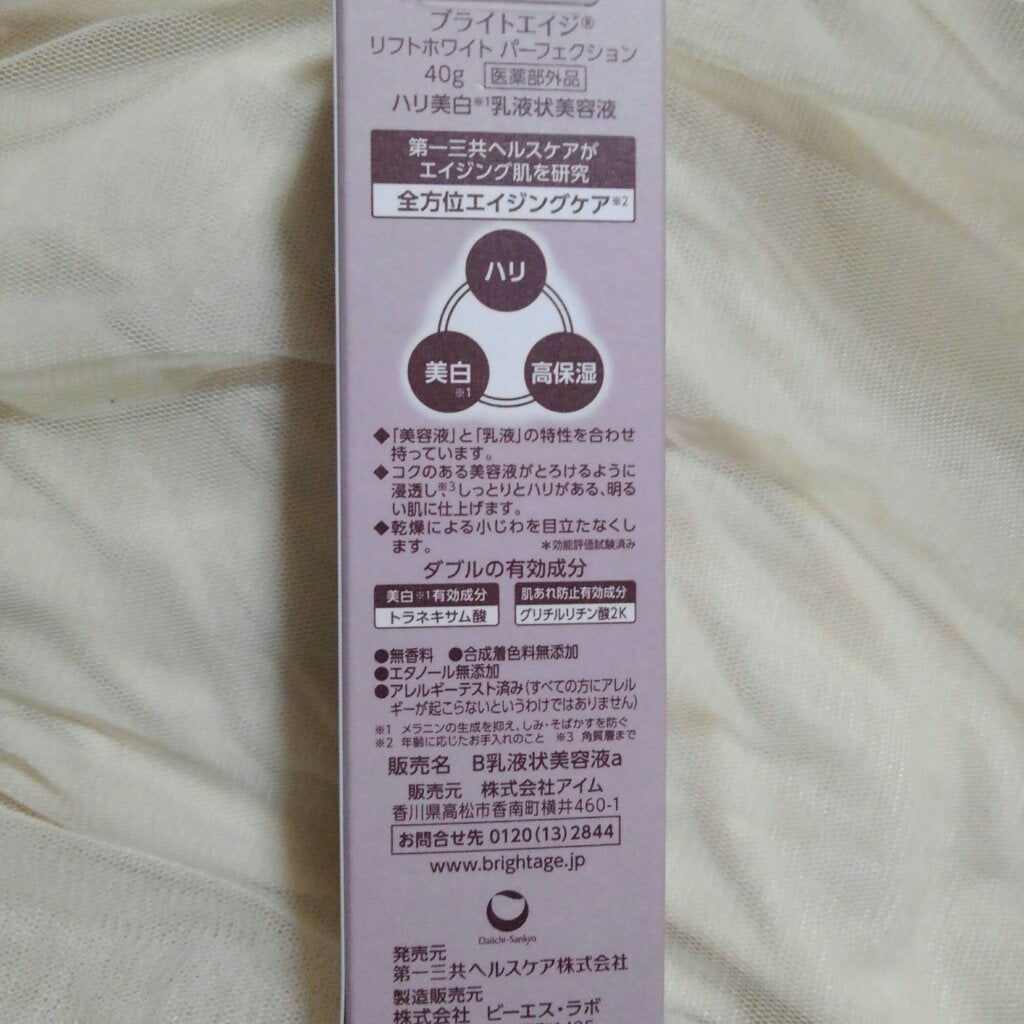 ブライトエイジ®
リフトホワイト パーフェクション
40g 医薬部外品
ハリ美白※1乳液状美容液
第一三共ヘルスケアが
エイジング肌を研究
全方位エイジングケア※2
ハリ
美白
※1
高保湿
◆「美容液」と「乳液」の特性を合わせ
持っています。
◆コクのある美容液がとろけるように
浸透し※3、しっとりとハリがある、明る
い肌に仕上げます。
◆乾燥による小じわを目立たなくし
ます。 *効能評価試験済み
ダブルの有効成分
美白※1有効成分
トラネキサム酸
肌あれ防止有効成分
グリチルリチン酸2K
●無香料 ●合成着色料無添加
●エタノール無添加
●アレルギーテスト済み(すべての方にアレル
ギーが起こらないというわけではありません)
※1 メラニンの生成を抑え、しみ・そばかすを防ぐ
※2 年齢に応じたお手入れのこと ※3 角質層まで
販売名 B乳液状美容液a
販売元 株式会社アイム
香川県高松市香南町横井460-1
お問合せ先 0120(13)2844
www.brightage.jp
Daiichi-Sankyo
発売元
第一三共ヘルスケア株式会社
製造販売元
株式会社 ビーエス・ラボ